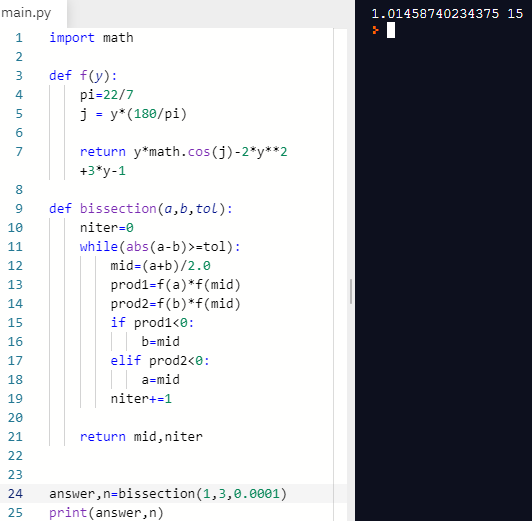 main.py
1 import math
2
3 def f(y):
4     pi=22/7
5     j = y*(180/pi)
6
7     return y*math.cos(j)-2*y**2
    +3*y-1
8
9 def bissection(a,b,tol):
10     niter=0
11     while(abs(a-b)>=tol):
12         mid=(a+b)/2.0
13         prod1=f(a)*f(mid)
14         prod2=f(b)*f(mid)
15         if prod1<0:
16             b=mid
17         elif prod2<0:
18             a=mid
19         niter+=1
20
21     return mid,niter
22
23
24 answer,n=bissection(1,3,0.0001)
25 print(answer,n)
1.01458740234375 15
>